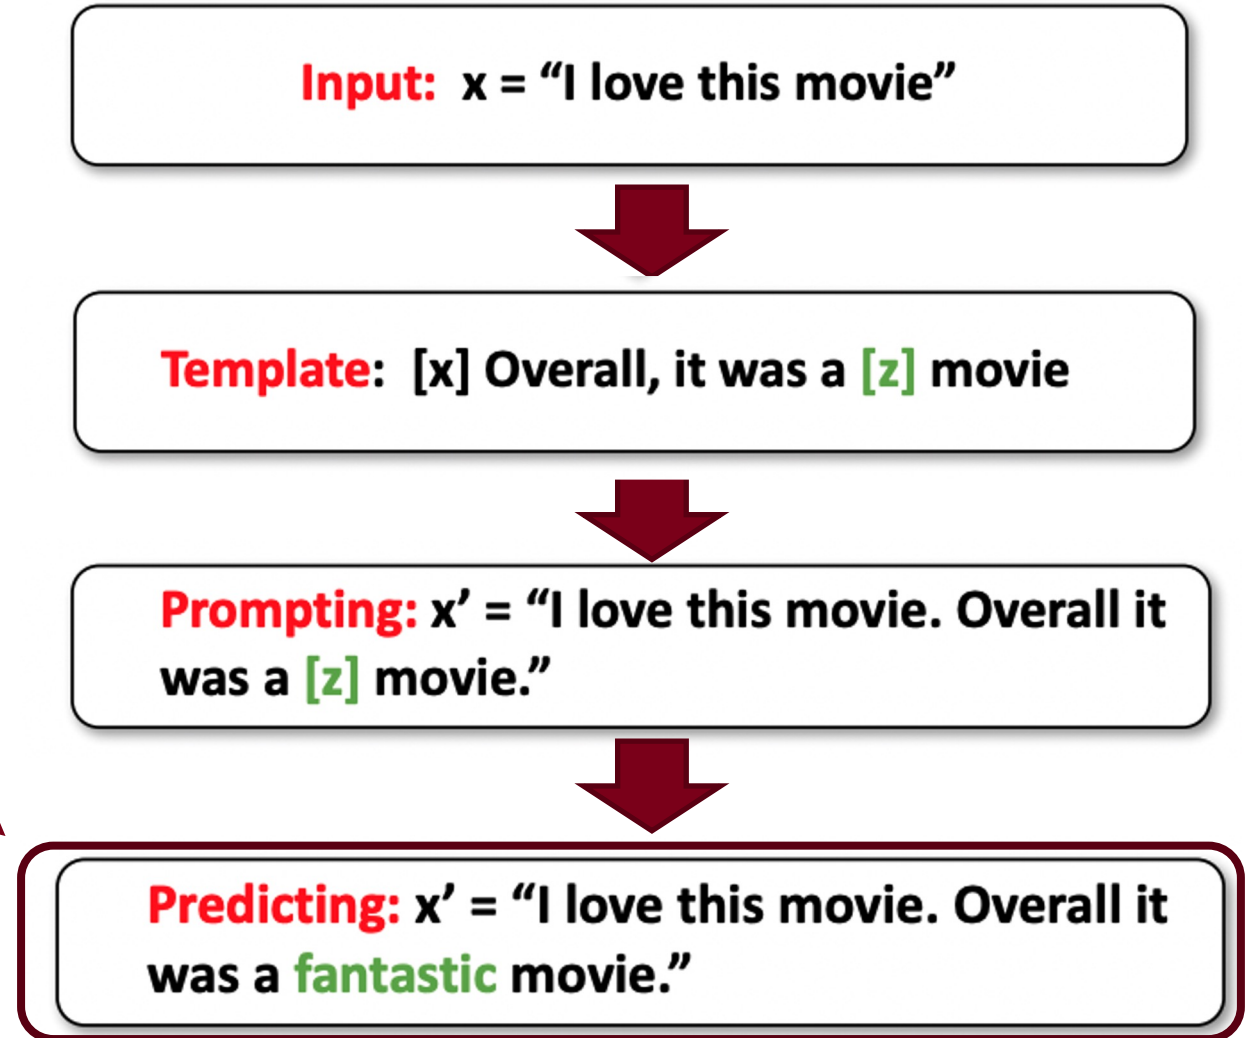 Input: x = “I love this movie”
Template: [x] Overall, it was a [z] movie
Prompting: x’ = “I love this movie. Overall it
was a [z] movie.”
Predicting: x’ = “I love this movie. Overall it
was a fantastic movie.”